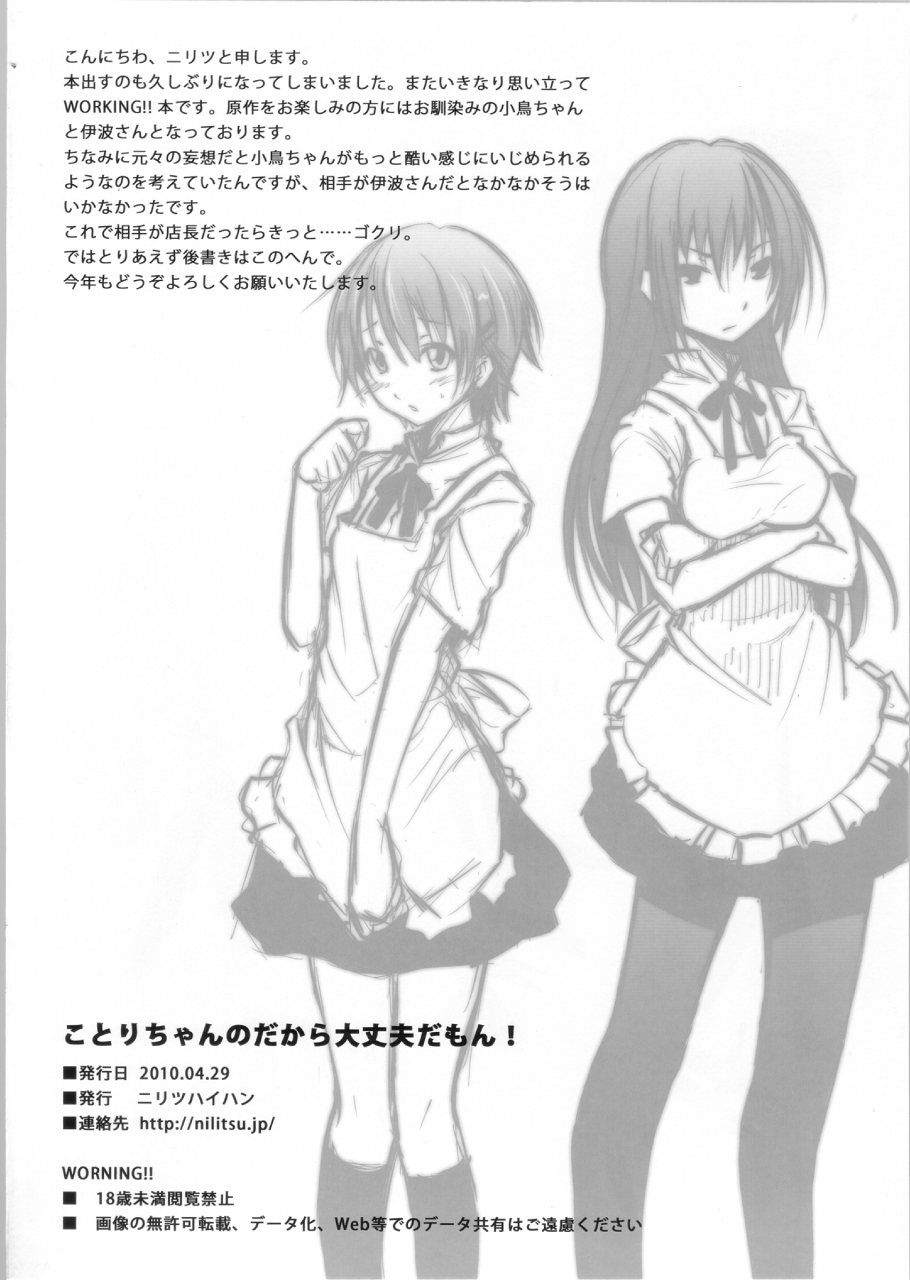 こんにちわ、ニリツと申します。
本出すのも久しぶりになってしまいました。またいきなり思い立って
WORKING!! 本です。原作をお楽しみの方にはお馴染みの小鳥ちゃん
と伊波さんとなっております。
ちなみに元々の妄想だと小鳥ちゃんがもっと酷い感じにいじめられる
ようなのを考えていたんですが、相手が伊波さんだとなかなかそうは
いかなかったです。
これで相手が店長だったらきっと……ゴクリ。
ではとりあえず後書きはこのへんで。
今年もどうぞよろしくお願いいたします。
ことりちゃんのだから大丈夫だもん！
■発行日 2010.04.29
■発行 ニリツハイハン
■連絡先 http://nilitsu.jp/
WORNING!!
■ 18歳未満閲覧禁止
■ 画像の無許可転載、データ化、Web等でのデータ共有はご遠慮ください